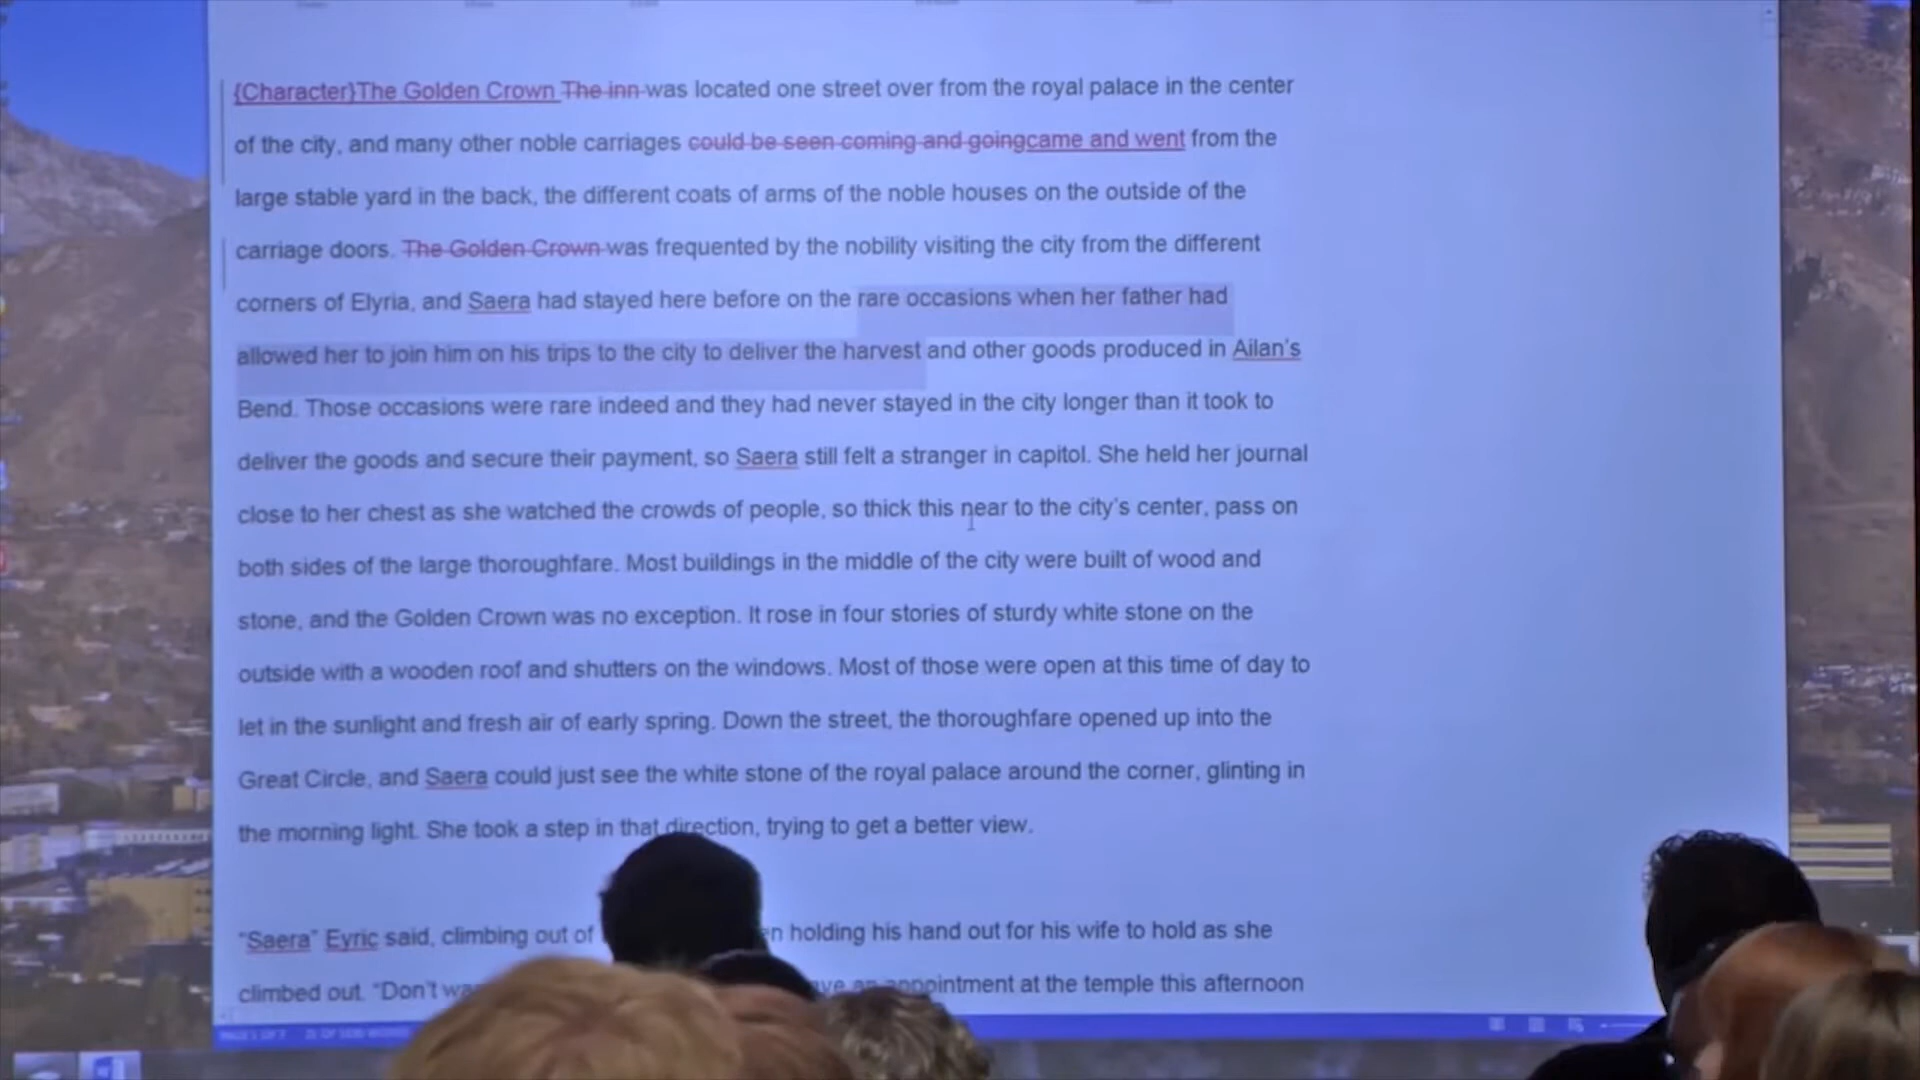 {Character}The Golden Crown The inn was located one street over from the royal palace in the center
of the city, and many other noble carriages could be seen coming and goingcame and went from the
large stable yard in the back, the different coats of arms of the noble houses on the outside of the
carriage doors. The Golden Crown was frequented by the nobility visiting the city from the different
corners of Elyria, and Saera had stayed here before on the rare occasions when her father had
allowed her to join him on his trips to the city to deliver the harvest and other goods produced in Ailan's
Bend. Those occasions were rare indeed and they had never stayed in the city longer than it took to
deliver the goods and secure their payment, so Saera still felt a stranger in capitol. She held her journal
close to her chest as she watched the crowds of people, so thick this near to the city's center, pass on
both sides of the large thoroughfare. Most buildings in the middle of the city were built of wood and
stone, and the Golden Crown was no exception. It rose in four stories of sturdy white stone on the
outside with a wooden roof and shutters on the windows. Most of those were open at this time of day to
let in the sunlight and fresh air of early spring. Down the street, the thoroughfare opened up into the
Great Circle, and Saera could just see the white stone of the royal palace around the corner, glinting in
the morning light. She took a step in that direction, trying to get a better view.
"Saera" Eyric said, climbing out of holding his hand out for his wife to hold as she
climbed out. "Don't appointment at the temple this afternoon